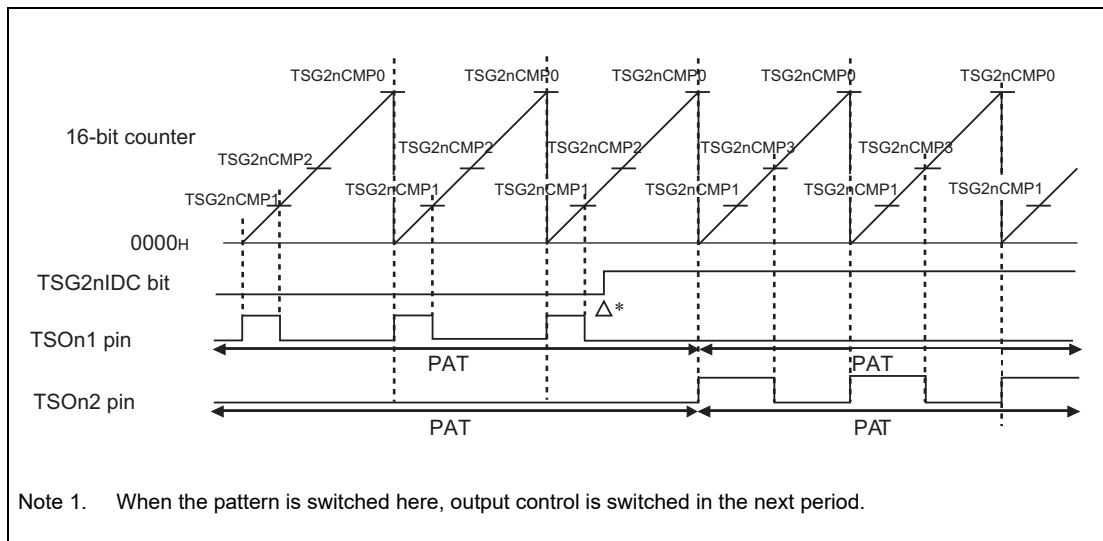 TSG2nCMP0 TSG2nCMP0 TSG2nCMP0 TSG2nCMP0 TSG2nCMP0
16-bit counter
TSG2nCMP2 TSG2nCMP2 TSG2nCMP2 TSG2nCMP3 TSG2nCMP3
TSG2nCMP1 TSG2nCMP1 TSG2nCMP1 TSG2nCMP1 TSG2nCMP1 TSG2nCMP1
0000H
TSG2nIDC bit
△*
TSOn1 pin
PAT PAT
TSOn2 pin
PAT PAT
Note 1. When the pattern is switched here, output control is switched in the next period.